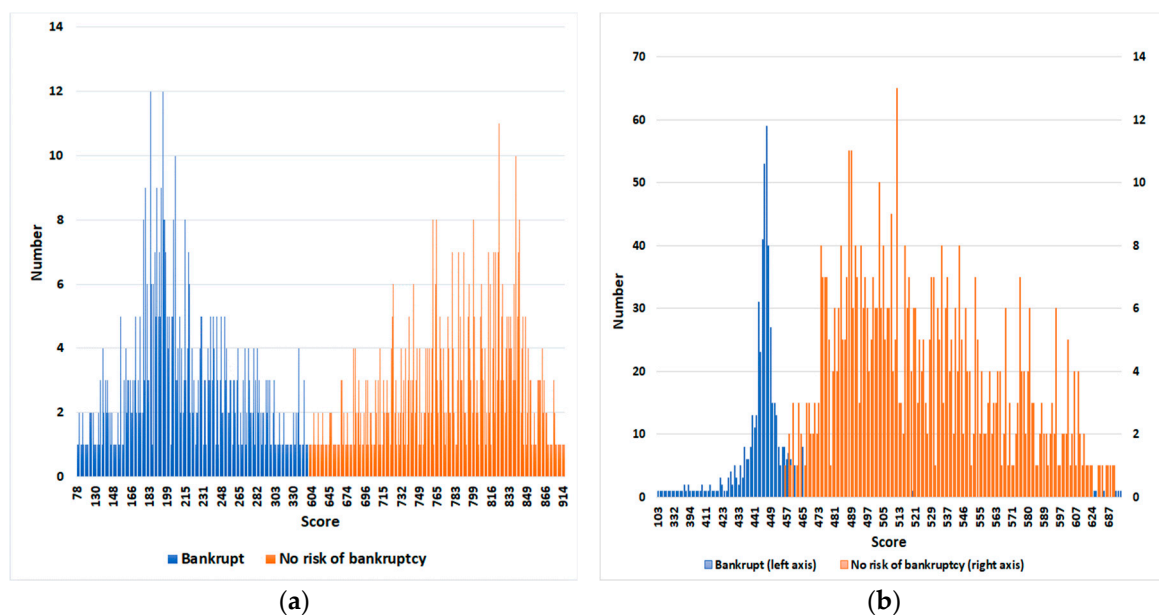 14
12
10
8
6
4
2
0
Number
78 130 148 166 183 199 215 231 248 265 282 303 330 604 645 674 696 715 732 749 765 783 799 816 833 849 866 914
Score
Bankrupt No risk of bankruptcy
(a)
70 14
60 12
50 10
40 8
30 6
20 4
10 2
0 0
Number
103 332 394 411 423 433 441 449 457 465 473 481 489 497 505 513 521 529 537 546 555 563 571 580 589 597 607 624 687
Score
Bankrupt (left axis) No risk of bankruptcy (right axis)
(b)